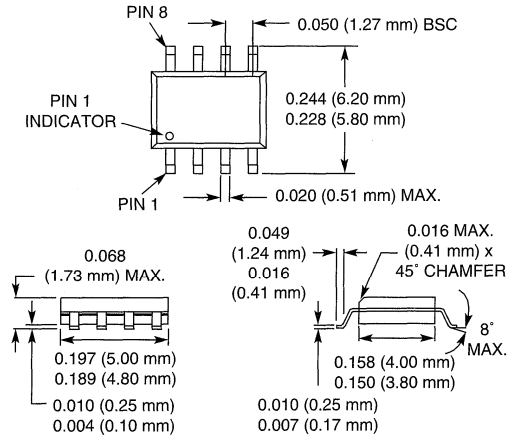 PIN 8
0.050 (1.27 mm) BSC
0.244 (6.20 mm)
0.228 (5.80 mm)
PIN 1
INDICATOR
PIN 1
0.020 (0.51 mm) MAX.
0.068
(1.73 mm) MAX.
0.197 (5.00 mm)
0.189 (4.80 mm)
0.010 (0.25 mm)
0.004 (0.10 mm)
0.049
(1.24 mm)
0.016
(0.41 mm)
0.016 MAX.
(0.41 mm) x
45° CHAMFER
8°
MAX.
0.158 (4.00 mm)
0.150 (3.80 mm)
0.010 (0.25 mm)
0.007 (0.17 mm)